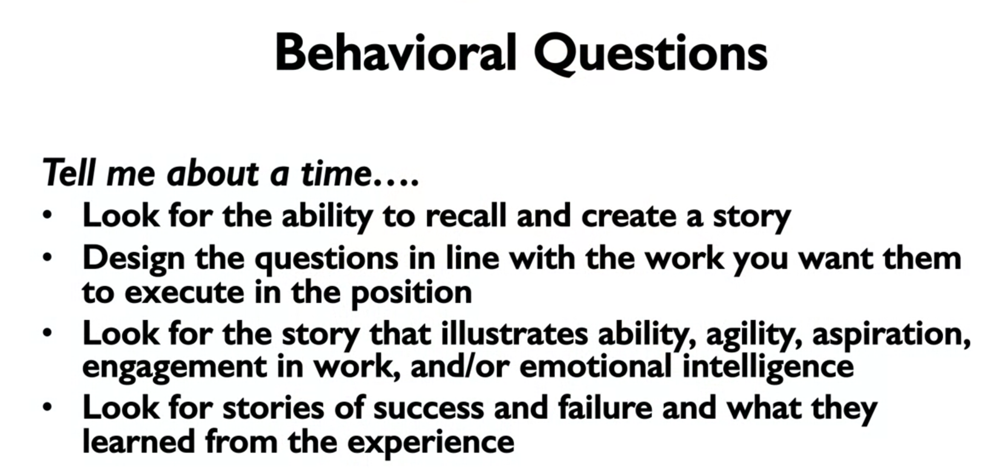 Behavioral Questions
Tell me about a time....
• Look for the ability to recall and create a story
• Design the questions in line with the work you want them
to execute in the position
• Look for the story that illustrates ability, agility, aspiration,
engagement in work, and/or emotional intelligence
• Look for stories of success and failure and what they
learned from the experience